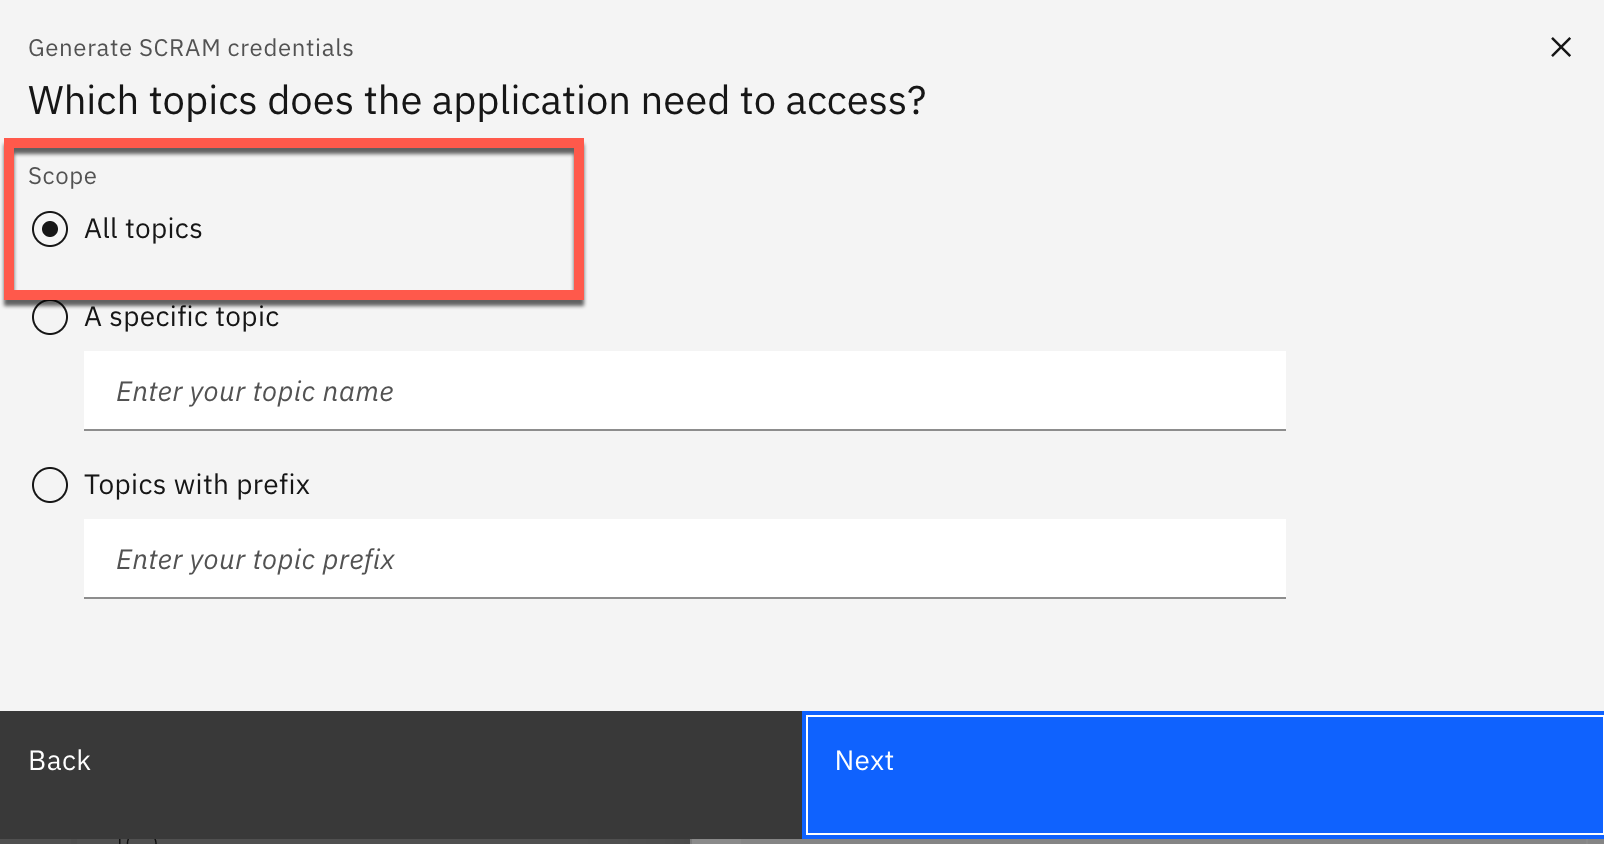 Generate SCRAM credentials
Which topics does the application need to access?
Scope
All topics
A specific topic
Enter your topic name
Topics with prefix
Enter your topic prefix
Back
Next